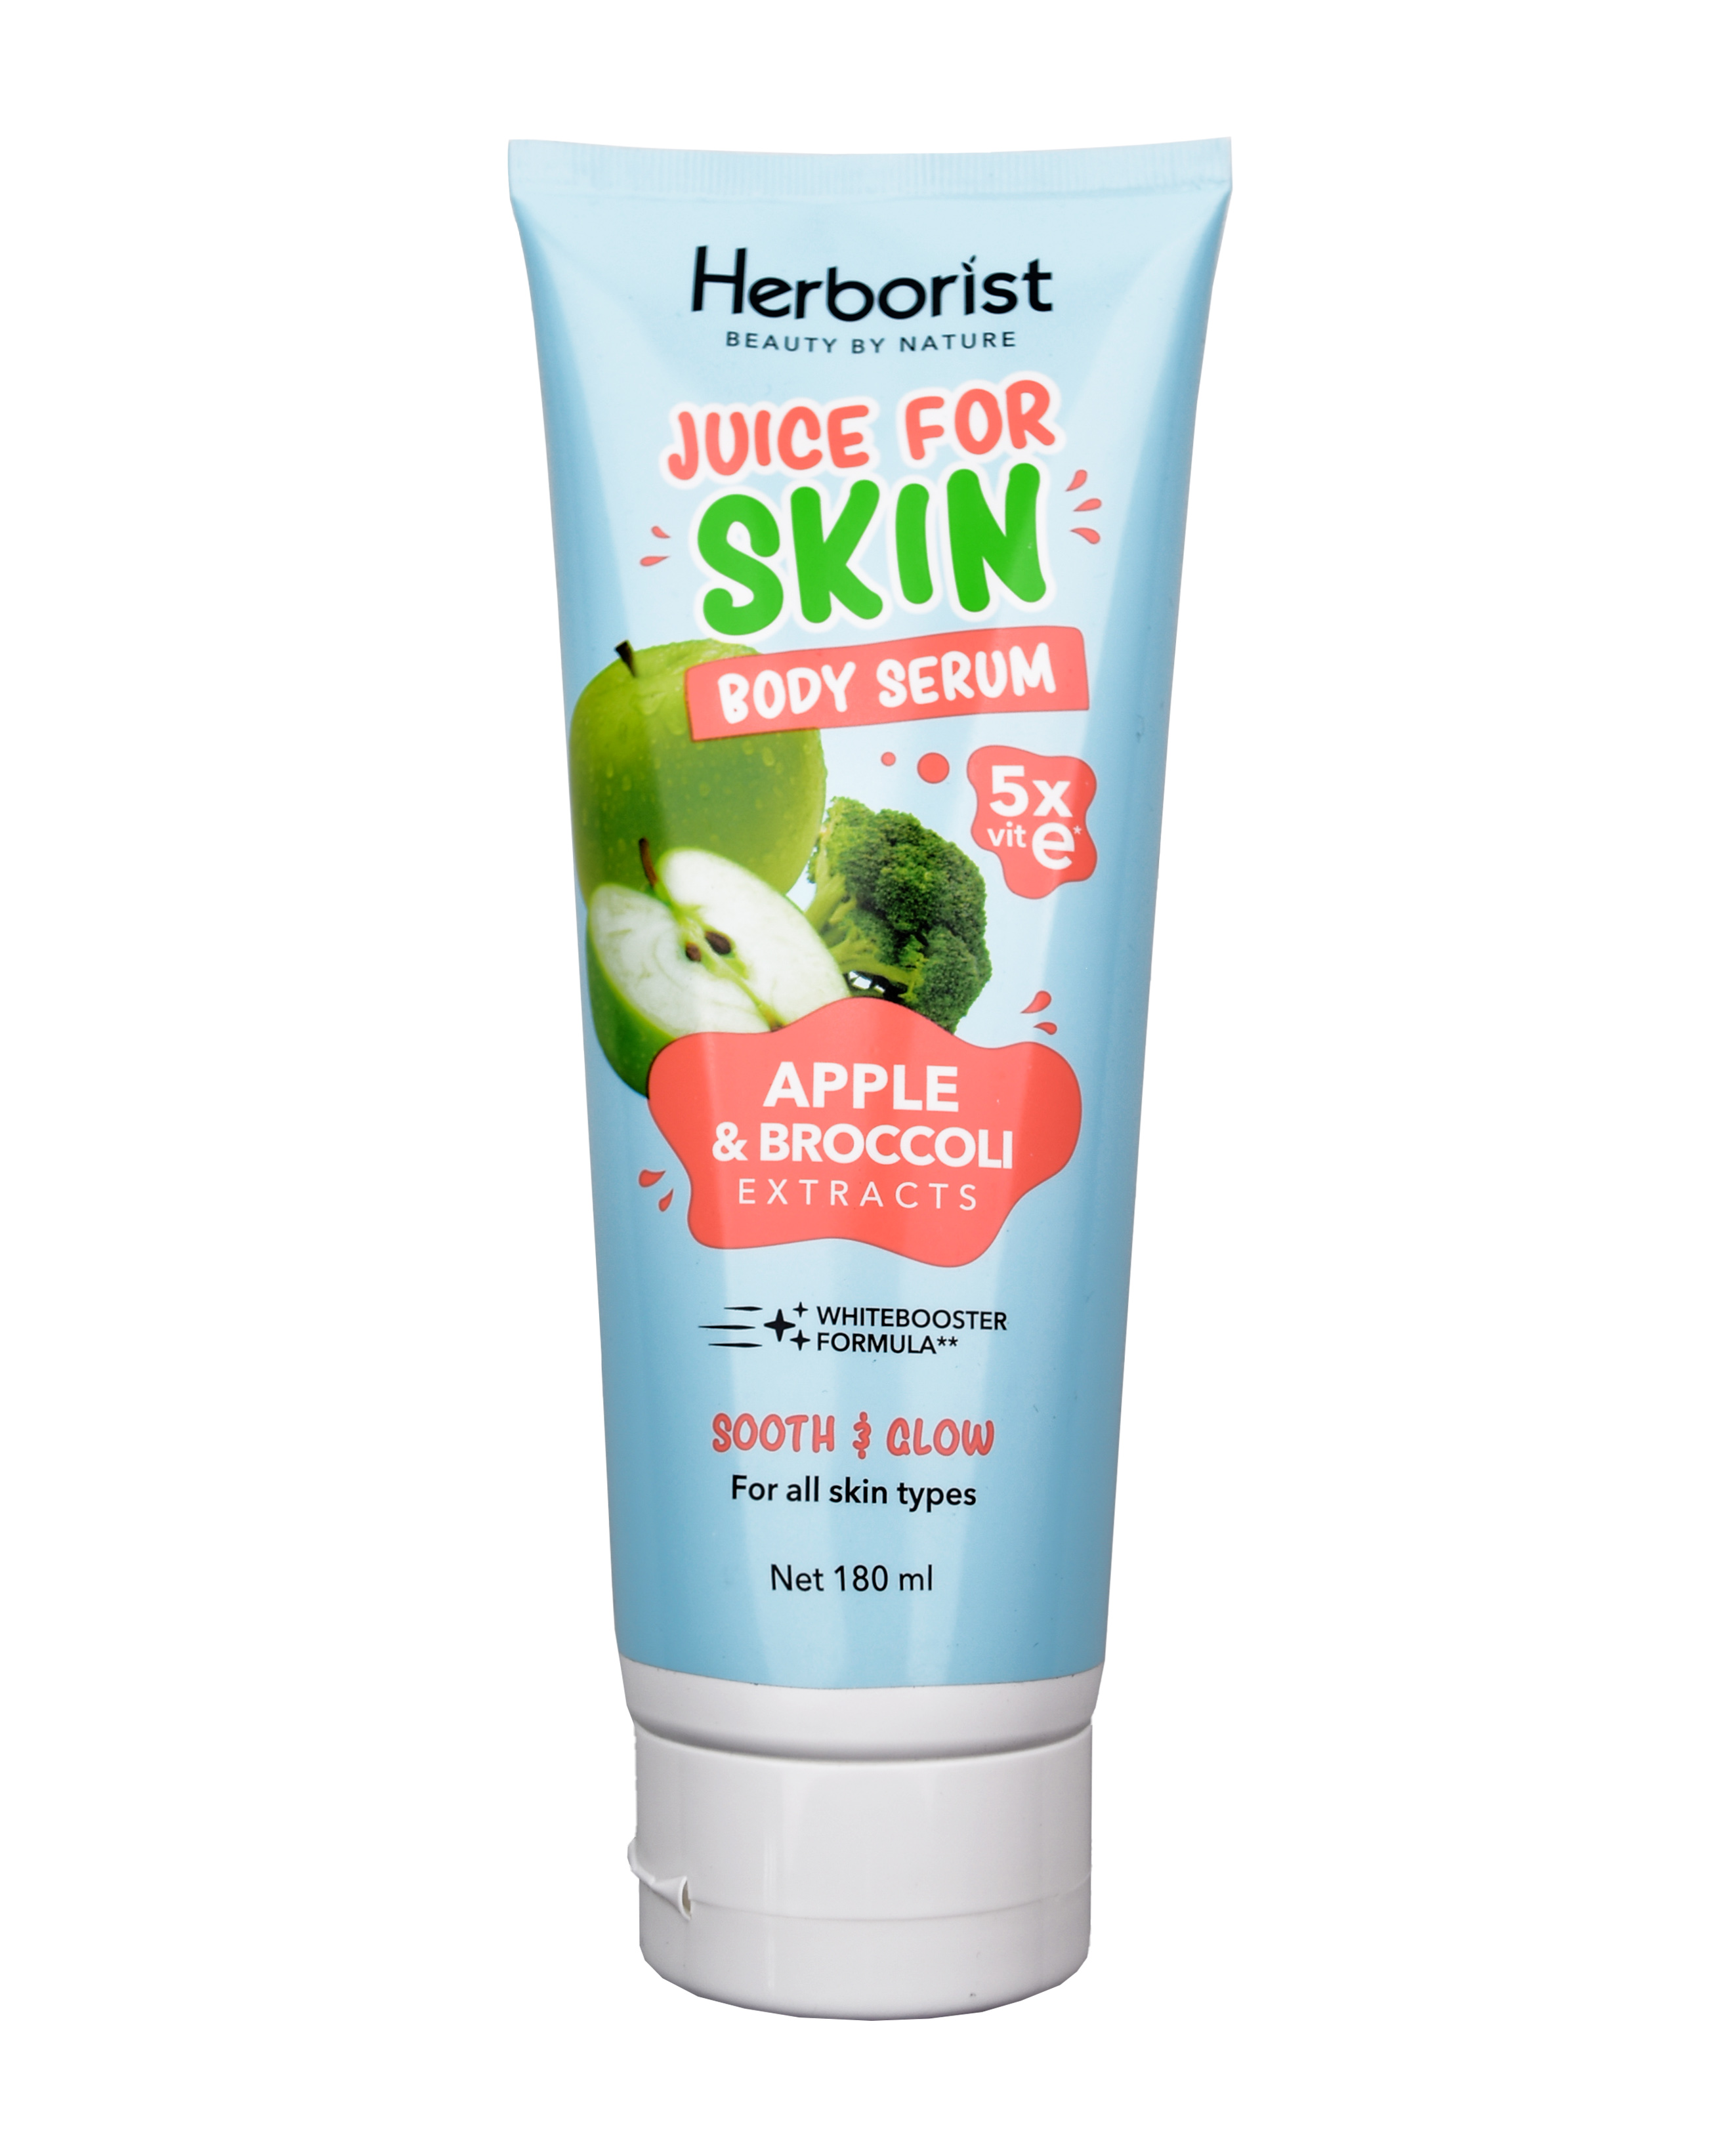 Herborist
BEAUTY BY NATURE
JUICE FOR
SKIN
BODY SERUM
5x
vit e*
APPLE
& BROCCOLI
EXTRACTS
WHITEBOOSTER
FORMULA**
SOOTH & GLOW
For all skin types
Net 180 ml